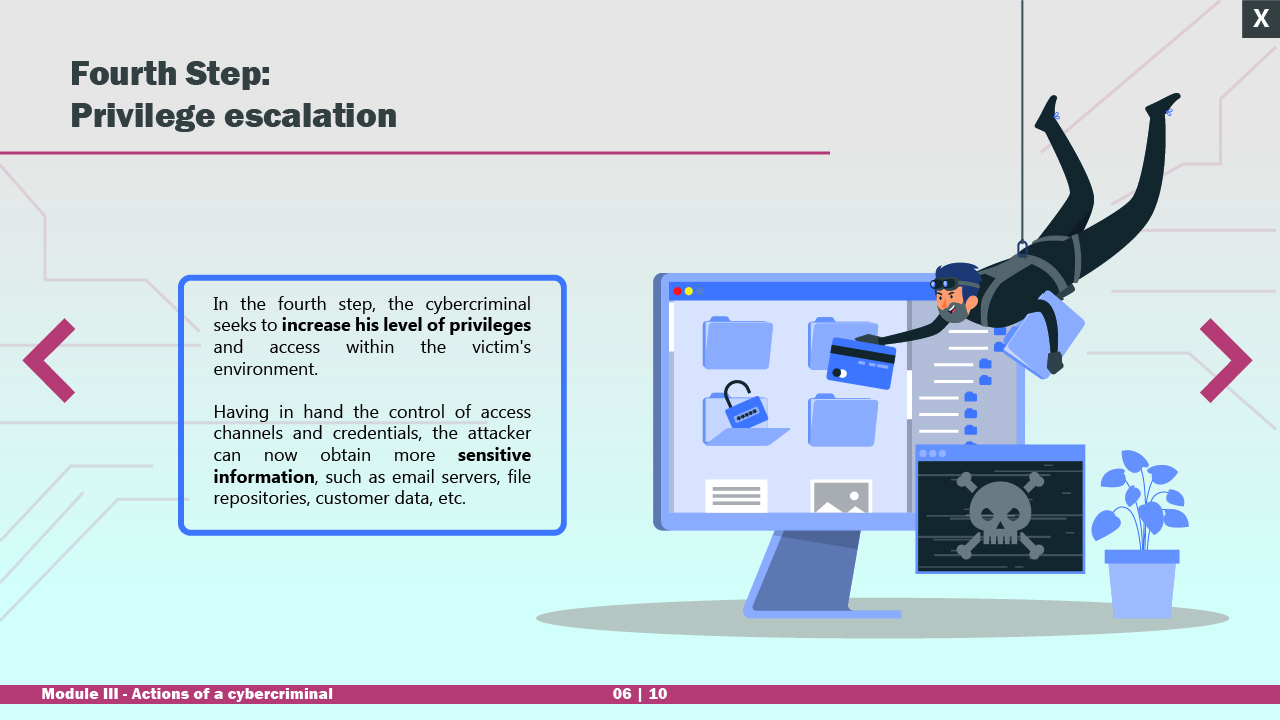 X
Fourth Step:
Privilege escalation
In the fourth step, the cybercriminal
seeks to increase his level of privileges
and access within the victim's
environment.
Having in hand the control of access
channels and credentials, the attacker
can now obtain more sensitive
information, such as email servers, file
repositories, customer data, etc.
Module III - Actions of a cybercriminal
06 | 10